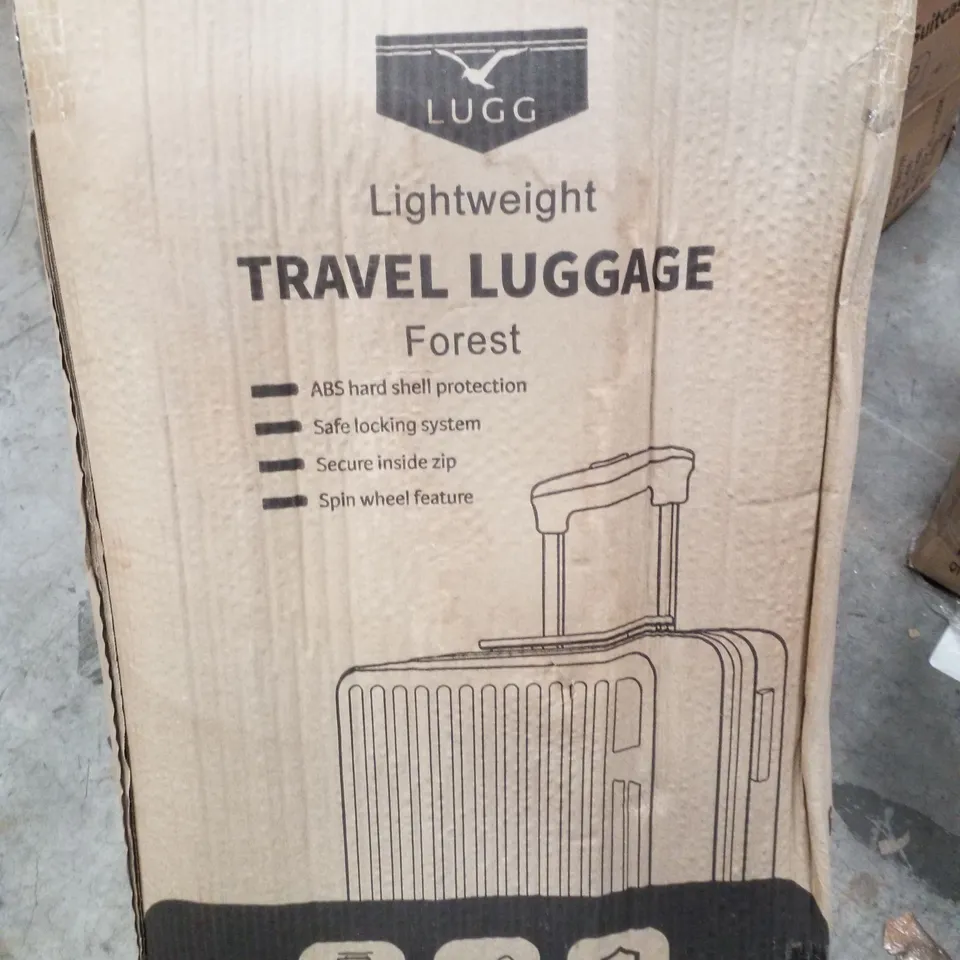 LUGG
Lightweight
TRAVEL LUGGAGE
Forest
ABS hard shell protection
Safe locking system
Secure inside zip
Spin wheel feature